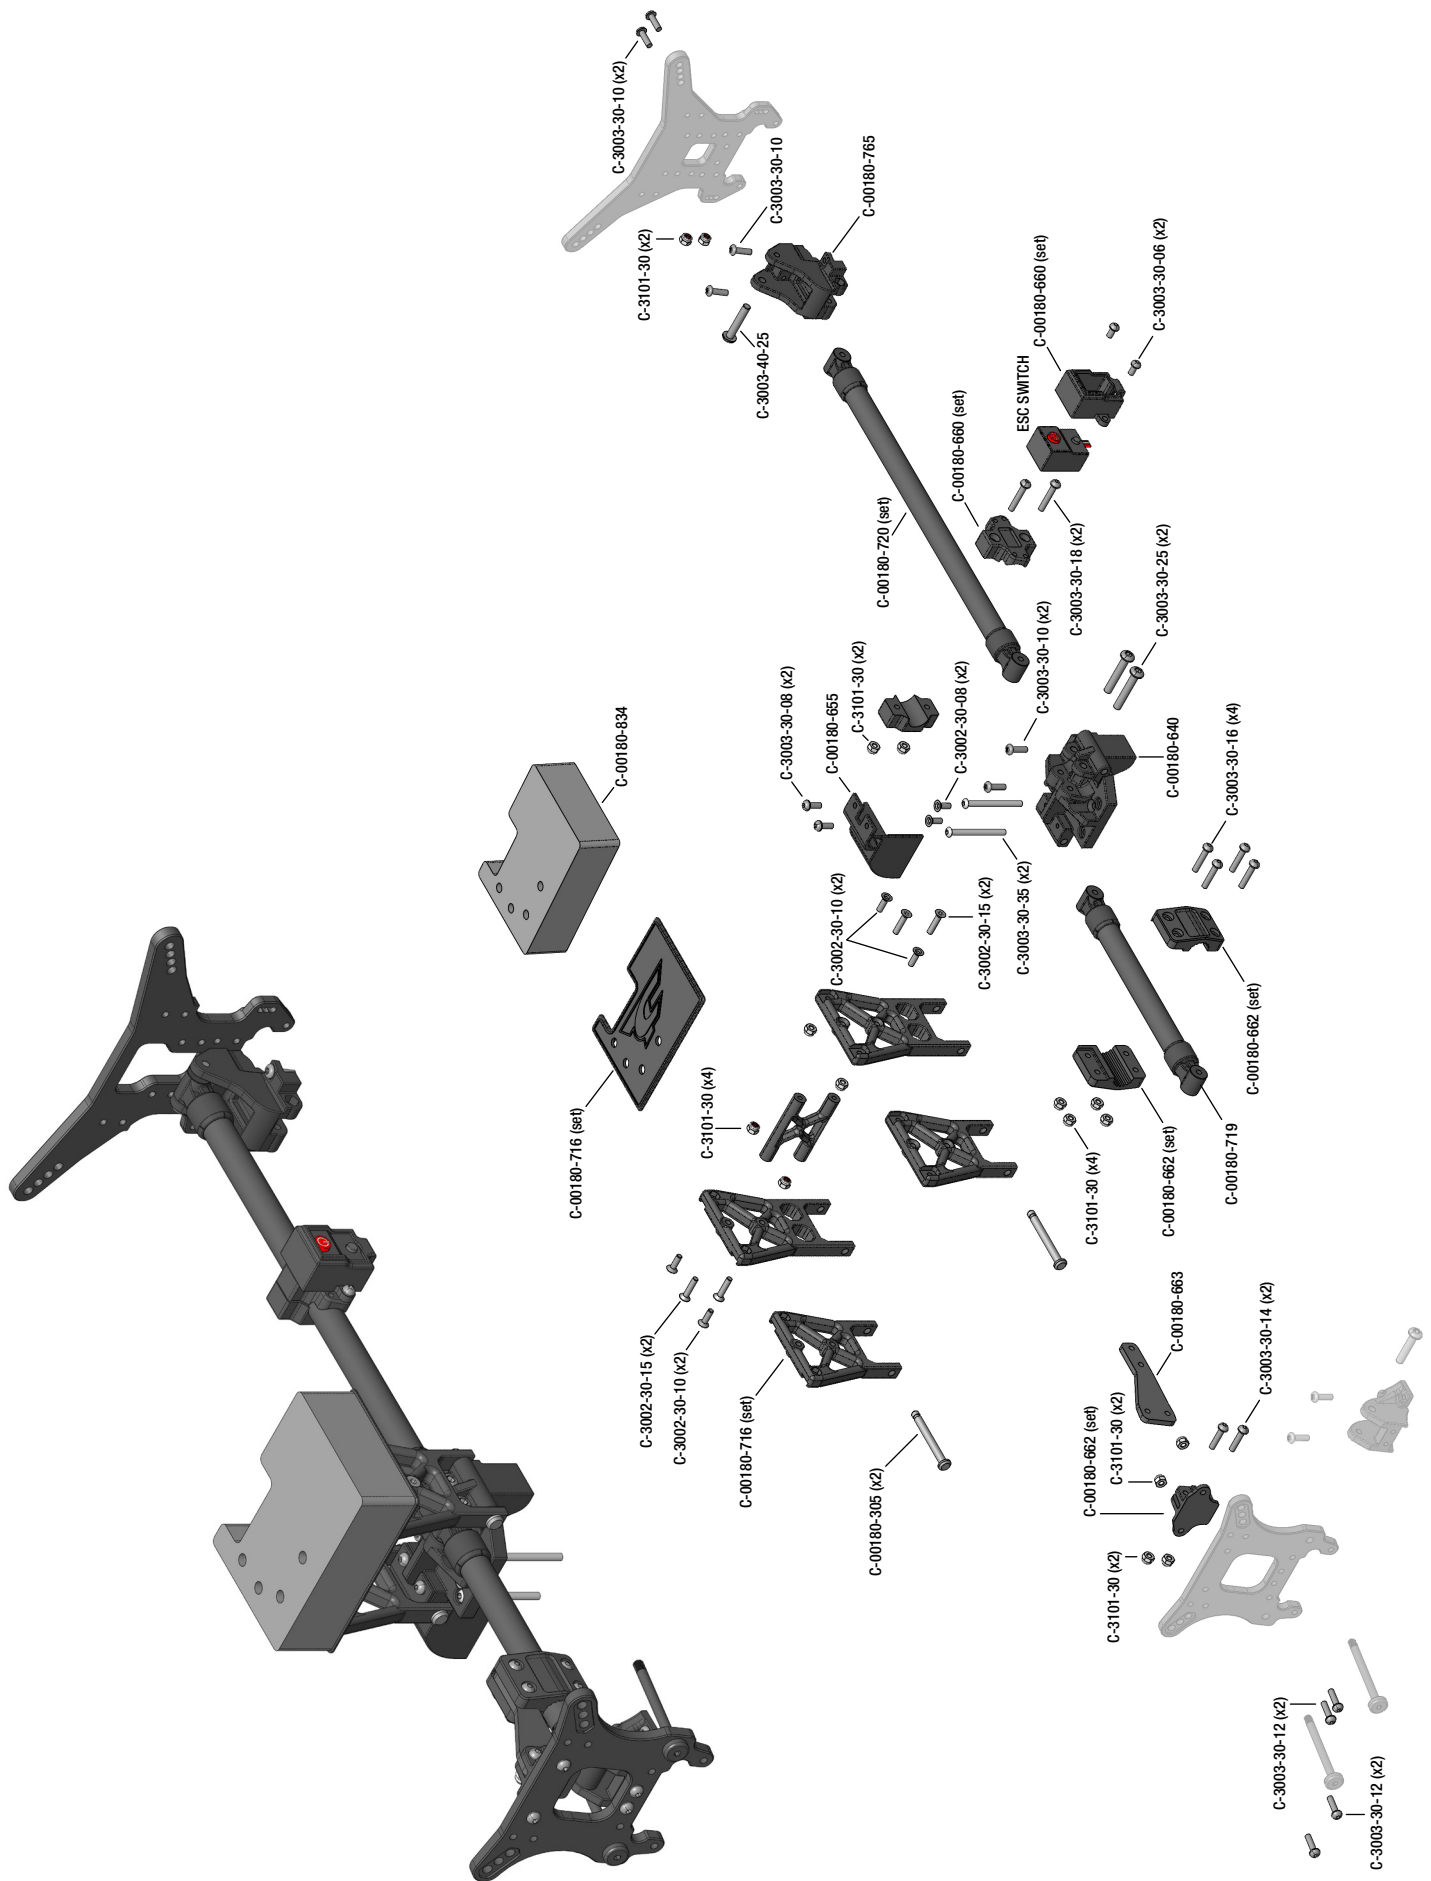 C-3003-30-10 (x2)
C-3003-30-10
C-00180-765
C-3101-30 (x2)
C-3003-40-25
C-3003-30-06 (x2)
C-00180-660 (set)
ESC SWITCH
C-00180-660 (set)
C-00180-720 (set)
C-3003-30-18 (x2)
C-3003-30-25 (x2)
C-3003-30-10 (x2)
C-3101-30 (x2)
C-3002-30-08 (x2)
C-3003-30-08 (x2)
C-00180-655
C-00180-834
C-00180-640
C-3003-30-16 (x4)
C-3002-30-10 (x2)
C-3002-30-15 (x2)
C-3003-30-35 (x2)
C-00180-662 (set)
C-00180-716 (set)
C-3101-30 (x4)
C-3101-30 (x4)
C-00180-662 (set)
C-00180-719
C-3002-30-15 (x2)
C-3002-30-10 (x2)
C-00180-716 (set)
C-00180-305 (x2)
C-00180-663
C-3003-30-14 (x2)
C-3101-30 (x2)
C-00180-662 (set)
C-3101-30 (x2)
C-3003-30-12 (x2)
C-3003-30-12 (x2)